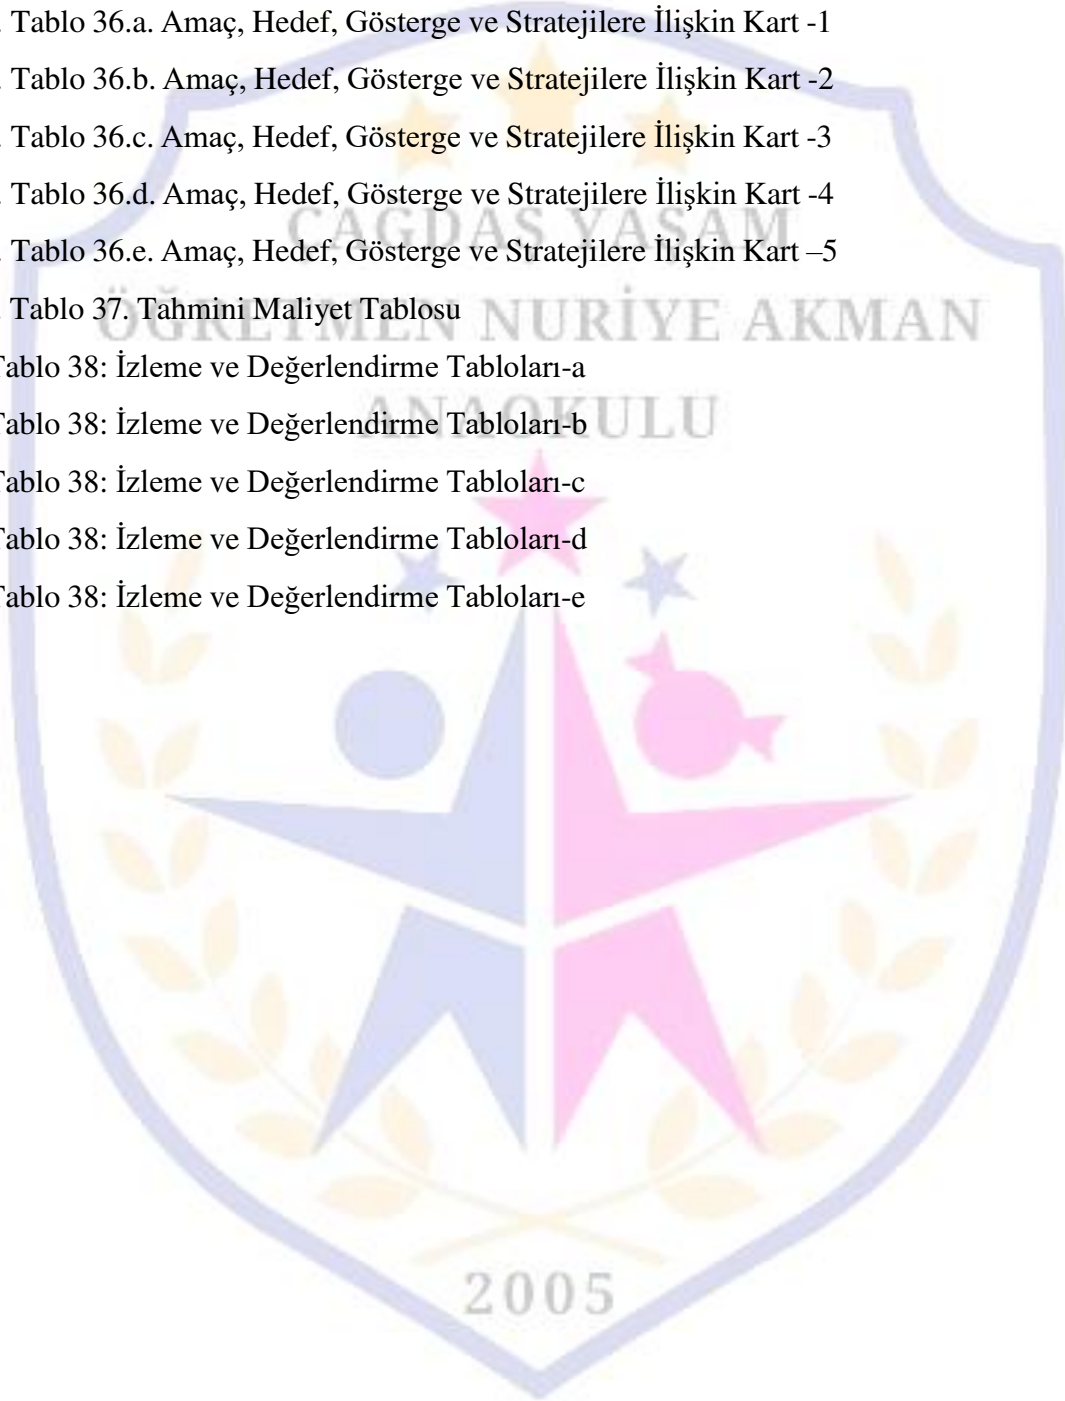 . Tablo 36.a. Amaç, Hedef, Gösterge ve Stratejilere İlişkin Kart -1
. Tablo 36.b. Amaç, Hedef, Gösterge ve Stratejilere İlişkin Kart -2
. Tablo 36.c. Amaç, Hedef, Gösterge ve Stratejilere İlişkin Kart -3
. Tablo 36.d. Amaç, Hedef, Gösterge ve Stratejilere İlişkin Kart -4
ÇAĞDAŞ YAŞAM
. Tablo 36.e. Amaç, Hedef, Gösterge ve Stratejilere İlişkin Kart –5
. Tablo 37. Tahmini Maliyet Tablosu
ÖĞRETMEN NURİYE AKMAN
Tablo 38: İzleme ve Değerlendirme Tabloları-a
ANAOKULU
Tablo 38: İzleme ve Değerlendirme Tabloları-b
Tablo 38: İzleme ve Değerlendirme Tabloları-c
Tablo 38: İzleme ve Değerlendirme Tabloları-d
Tablo 38: İzleme ve Değerlendirme Tabloları-e
2005